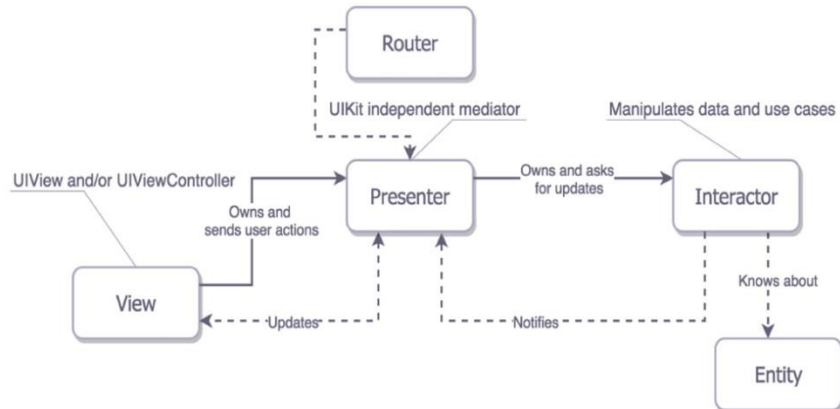 Router
UIKit independent mediator
Manipulates data and use cases
UIView and/or UIViewController
Owns and
sends user actions
Presenter
Owns and asks
for updates
Interactor
View
Updates
Notifies
Knows about
Entity